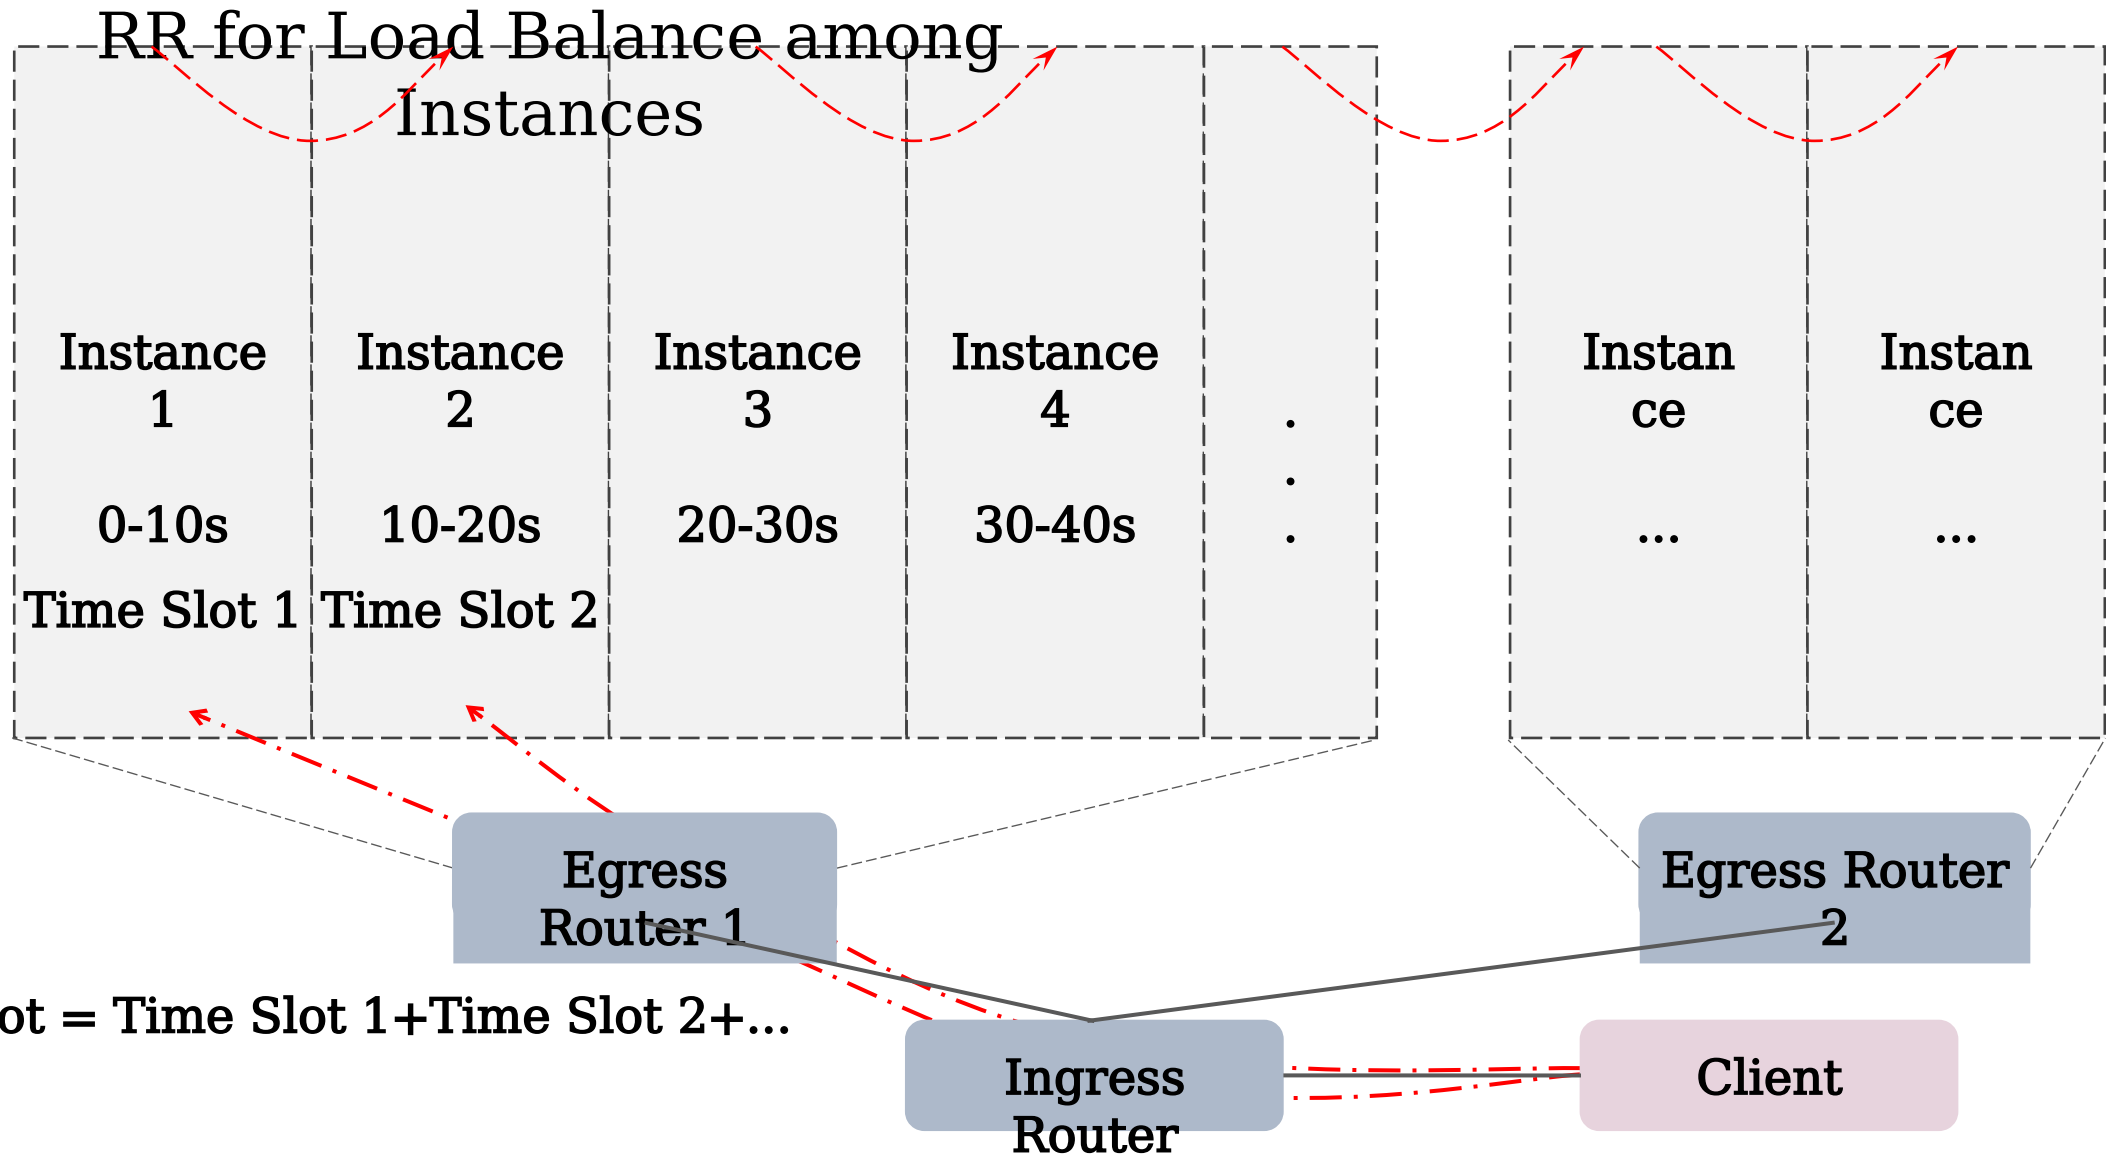 RR for Load Balance among
Instances
Instance
1
0-10s
Time Slot 1
Instance
2
10-20s
Time Slot 2
Instance
3
20-30s
Instance
4
30-40s
.
.
.
Instan
ce
...
Instan
ce
...
Egress
Router 1
Egress Router
2
= Time Slot 1+Time Slot 2+...
Ingress
Router
Client